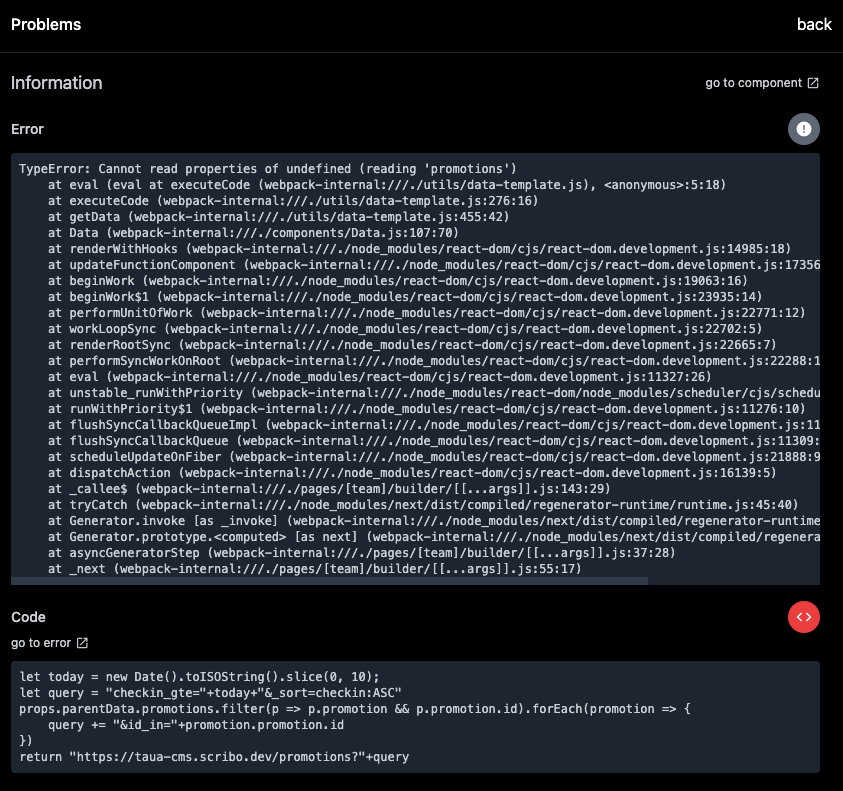 Problems
back
Information
go to component
Error
TypeError: Cannot read properties of undefined (reading 'promotions')
    at eval (eval at executeCode (webpack-internal:///./utils/data-template.js), <anonymous>:5:18)
    at executeCode (webpack-internal:///./utils/data-template.js:276:16)
    at getData (webpack-internal:///./utils/data-template.js:455:42)
    at Data (webpack-internal:///./components/Data.js:107:70)
    at renderWithHooks (webpack-internal:///./node_modules/react-dom/cjs/react-dom.development.js:14985:18)
    at updateFunctionComponent (webpack-internal:///./node_modules/react-dom/cjs/react-dom.development.js:17356
    at beginWork (webpack-internal:///./node_modules/react-dom/cjs/react-dom.development.js:19063:16)
    at beginWork$1 (webpack-internal:///./node_modules/react-dom/cjs/react-dom.development.js:23935:14)
    at performUnitOfWork (webpack-internal:///./node_modules/react-dom/cjs/react-dom.development.js:22771:12)
    at workLoopSync (webpack-internal:///./node_modules/react-dom/cjs/react-dom.development.js:22702:5)
    at renderRootSync (webpack-internal:///./node_modules/react-dom/cjs/react-dom.development.js:22665:7)
    at performSyncWorkOnRoot (webpack-internal:///./node_modules/react-dom/cjs/react-dom.development.js:22288:1
    at eval (webpack-internal:///./node_modules/react-dom/cjs/react-dom.development.js:11327:26)
    at unstable_runWithPriority (webpack-internal:///./node_modules/react-dom/node_modules/scheduler/cjs/schedu
    at runWithPriority$1 (webpack-internal:///./node_modules/react-dom/cjs/react-dom.development.js:11276:10)
    at flushSyncCallbackQueueImpl (webpack-internal:///./node_modules/react-dom/cjs/react-dom.development.js:11
    at flushSyncCallbackQueue (webpack-internal:///./node_modules/react-dom/cjs/react-dom.development.js:11309:
    at scheduleUpdateOnFiber (webpack-internal:///./node_modules/react-dom/cjs/react-dom.development.js:21888:9
    at dispatchAction (webpack-internal:///./node_modules/react-dom/cjs/react-dom.development.js:16139:5)
    at _callee$ (webpack-internal:///./pages/[team]/builder/[[...args]].js:143:29)
    at tryCatch (webpack-internal:///./node_modules/next/dist/compiled/regenerator-runtime/runtime.js:45:40)
    at Generator.invoke [as _invoke] (webpack-internal:///./node_modules/next/dist/compiled/regenerator-runtime
    at Generator.prototype.<computed> [as next] (webpack-internal:///./node_modules/next/dist/compiled/regenera
    at asyncGeneratorStep (webpack-internal:///./pages/[team]/builder/[[...args]].js:37:28)
    at _next (webpack-internal:///./pages/[team]/builder/[[...args]].js:55:17)
Code
go to error
let today = new Date().toISOString().slice(0, 10);
let query = "checkin_gte="+today+"&_sort=checkin:ASC"
props.parentData.promotions.filter(p => p.promotion && p.promotion.id).forEach(promotion => {
    query += "&id_in="+promotion.promotion.id
})
return "https://taua-cms.scribo.dev/promotions?"+query